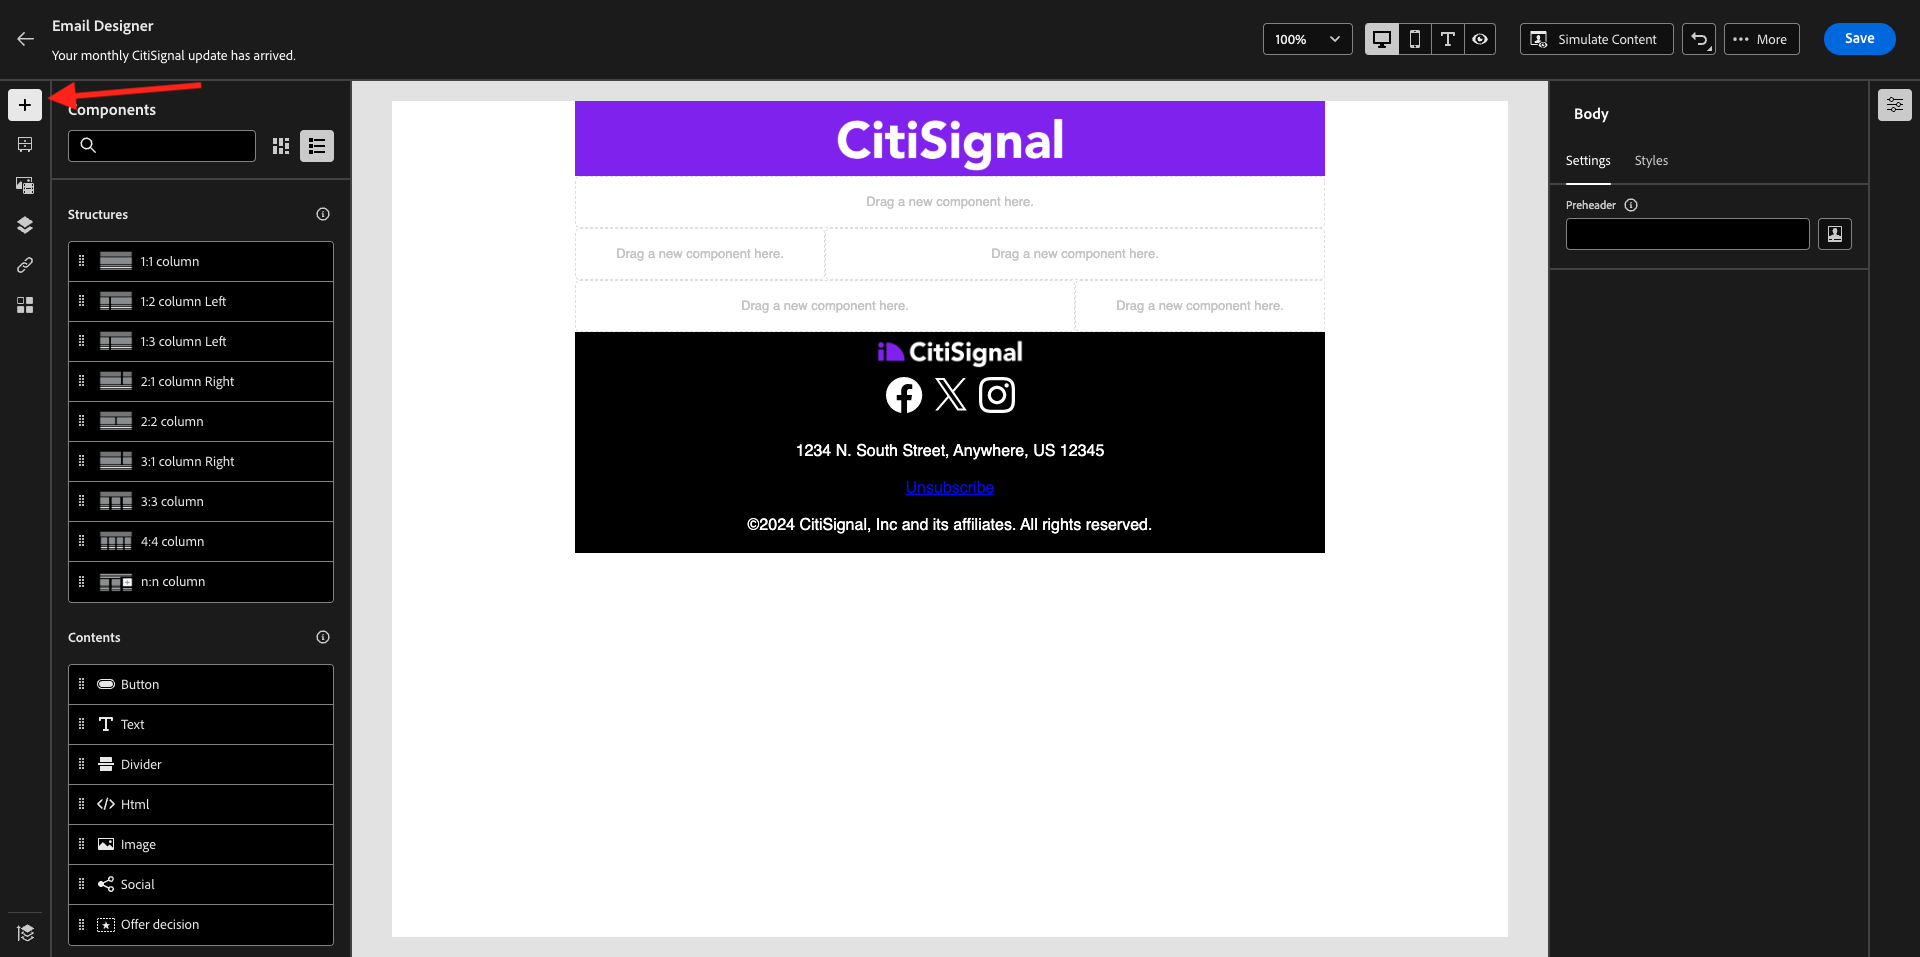 Email Designer
Your monthly CitiSignal update has arrived.
100%
Simulate Content
More
Save
Components
Structures
1:1 column
1:2 column Left
1:3 column Left
2:1 column Right
2:2 column
3:1 column Right
3:3 column
4:4 column
n:n column
Contents
Button
Text
Divider
Html
Image
Social
Offer decision
CitiSignal
Drag a new component here.
Drag a new component here. Drag a new component here.
Drag a new component here. Drag a new component here.
CitiSignal
1234 N. South Street, Anywhere, US 12345
Unsubscribe
©2024 CitiSignal, Inc and its affiliates. All rights reserved.
Body
Settings Styles
Preheader